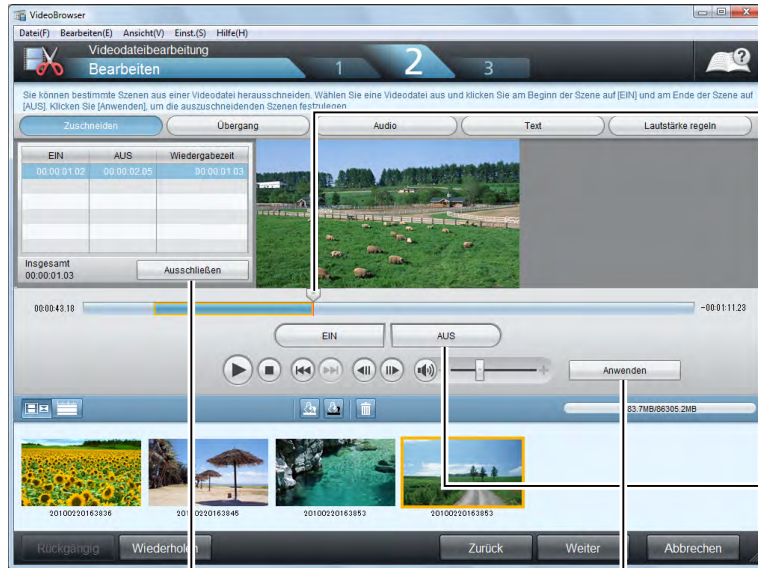 VideoBrowser
Datei(F) Bearbeiten(E) Ansicht(V) Einst.(S) Hilfe(H)
Videodateibearbeitung
Bearbeiten 1 2 3
Sie können bestimmte Szenen aus einer Videodatei herausschneiden. Wählen Sie eine Videodatei aus und klicken Sie am Beginn der Szene auf [EIN] und am Ende der Szene auf
[AUS]. Klicken Sie [Anwenden], um die auszuschneidenden Szenen festzulegen.
Zuschneiden Übergang Audio Text Lautstärke regeln
EIN AUS Wiedergabezeit
00:00:01.02 00:00:02.05 00:00:01.03
Insgesamt
00:00:01.03 Ausschließen
00:00:43.18 -00:01:11.23
EIN AUS
Anwenden
83.7MB/86305.2MB
20100220163836 20100220163845 20100220163853 20100220163853
Rückgängig Wiederholen Zurück Weiter Abbrechen